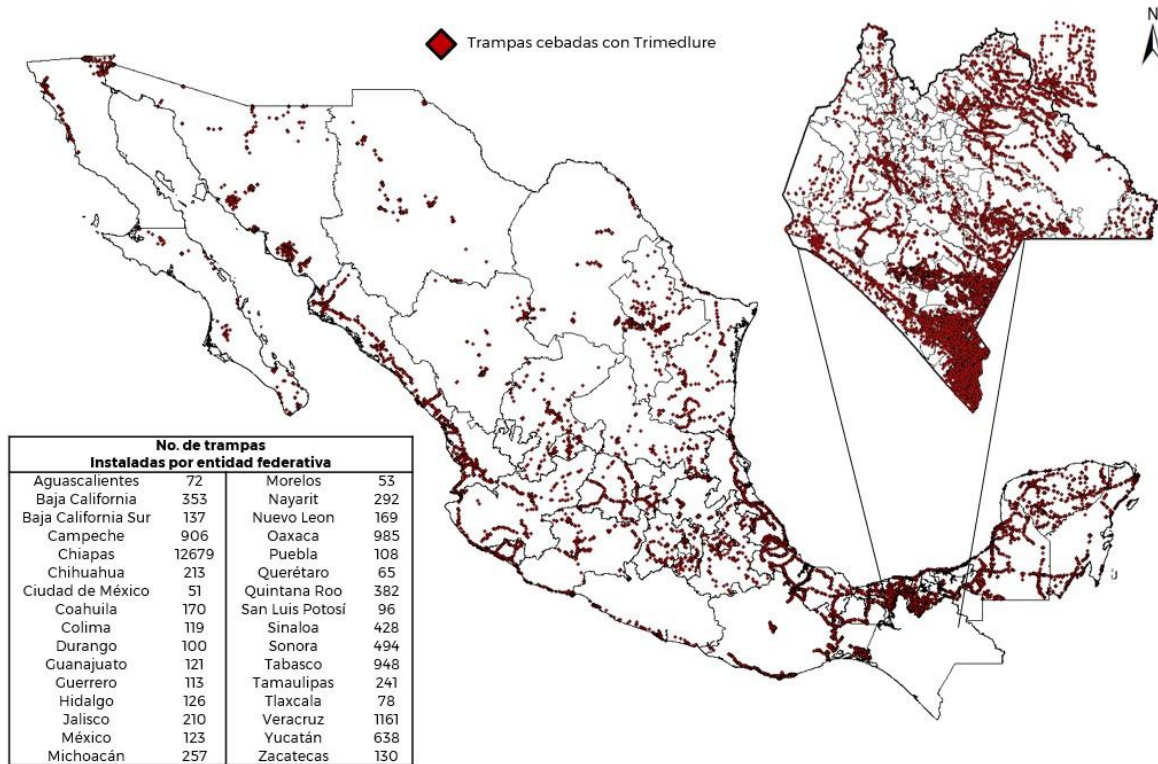 N
Trampas cebadas con Trimedlure
No. de trampas
Instaladas por entidad federativa
Aguascalientes 72 Morelos 53
Baja California 353 Nayarit 292
Baja California Sur 137 Nuevo Leon 169
Campeche 906 Oaxaca 985
Chiapas 12679 Puebla 108
Chihuahua 213 Querétaro 65
Ciudad de México 51 Quintana Roo 382
Coahuila 170 San Luis Potosí 96
Colima 119 Sinaloa 428
Durango 100 Sonora 494
Guanajuato 121 Tabasco 948
Guerrero 113 Tamaulipas 241
Hidalgo 126 Tlaxcala 78
Jalisco 210 Veracruz 1161
México 123 Yucatán 638
Michoacán 257 Zacatecas 130